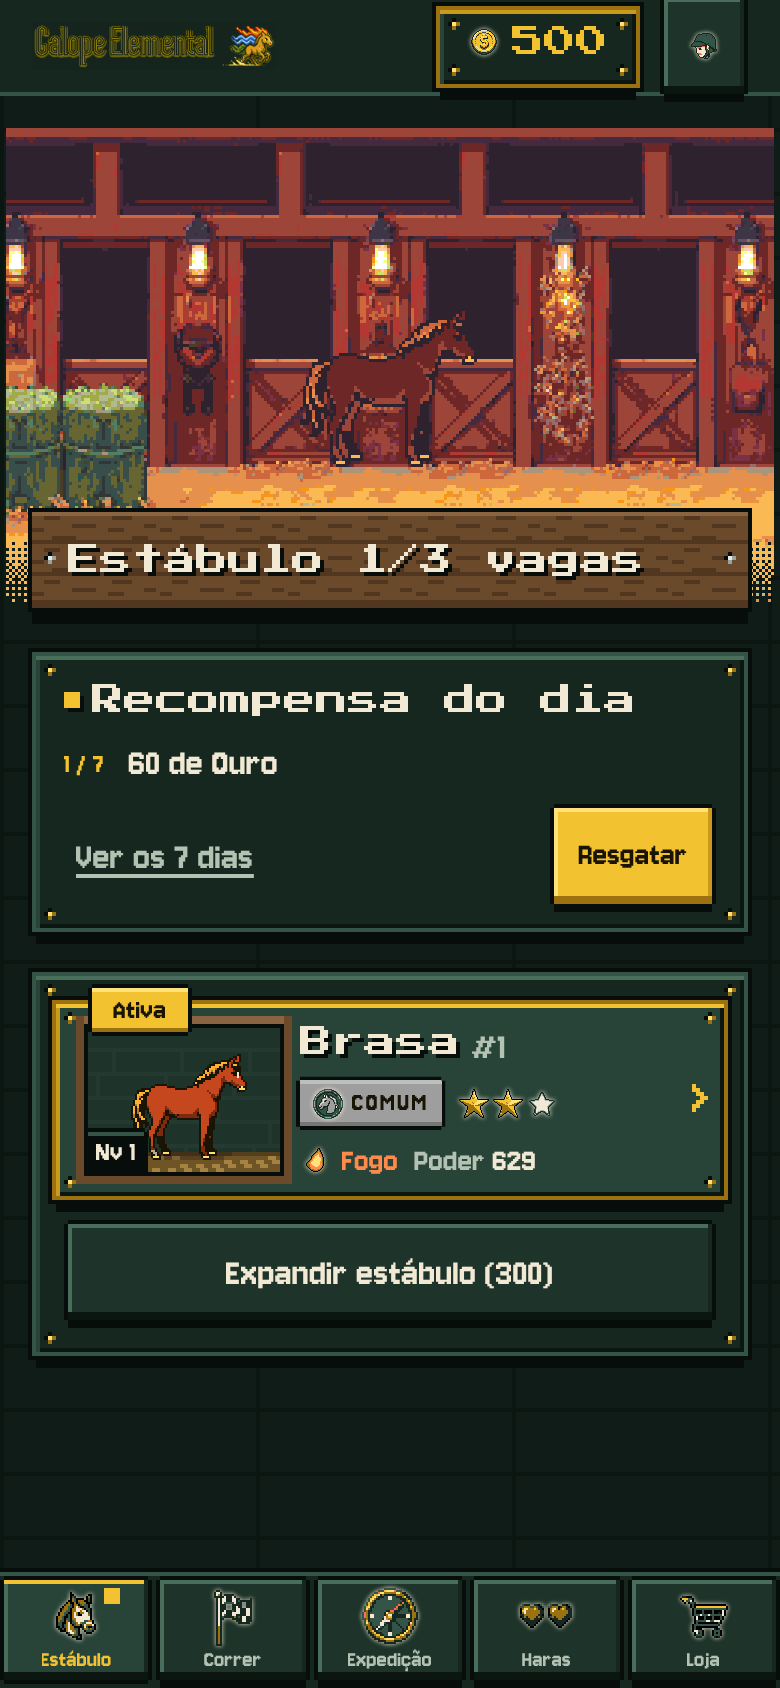 Galope Elemental
500
Estábulo 1/3 vagas
Recompensa do dia
1/7 60 de Ouro
Ver os 7 dias
Resgatar
Ativa
Brasa #1
COMUM
Nv 1
Fogo Poder 629
Expandir estábulo (300)
Estábulo
Correr
Expedição
Haras
Loja